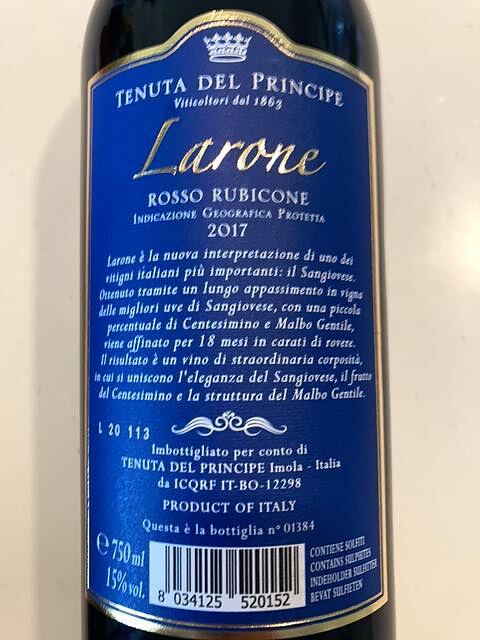 TENUTA DEL PRINCIPE
Viticoltori dal 1863
Larone
ROSSO RUBICONE
INDICAZIONE GEOGRAFICA PROTETTA
2017
Larone è la nuova interpretazione di uno dei
vitigni italiani più importanti: il Sangiovese.
Ottenuto tramite un lungo appassimento in vigna
delle migliori uve di Sangiovese, con una piccola
percentuale di Centesimino e Malbo Gentile,
viene affinato per 18 mesi in carati di rovere.
Il risultato è un vino di straordinaria corposità,
in cui si uniscono l'eleganza del Sangiovese, il frutto
del Centesimino e la struttura del Malbo Gentile.
L 20 113
Imbottigliato per conto di
TENUTA DEL PRINCIPE Imola - Italia
da ICQRF IT-BO-12298
PRODUCT OF ITALY
Questa è la bottiglia n° 01384
e 750 ml
15% vol.
8 034125 520152
CONTIENE SOLFITI
CONTAINS SULPHITES
INDEHOLDER SULFITTER
BEVAT SULFIETEN